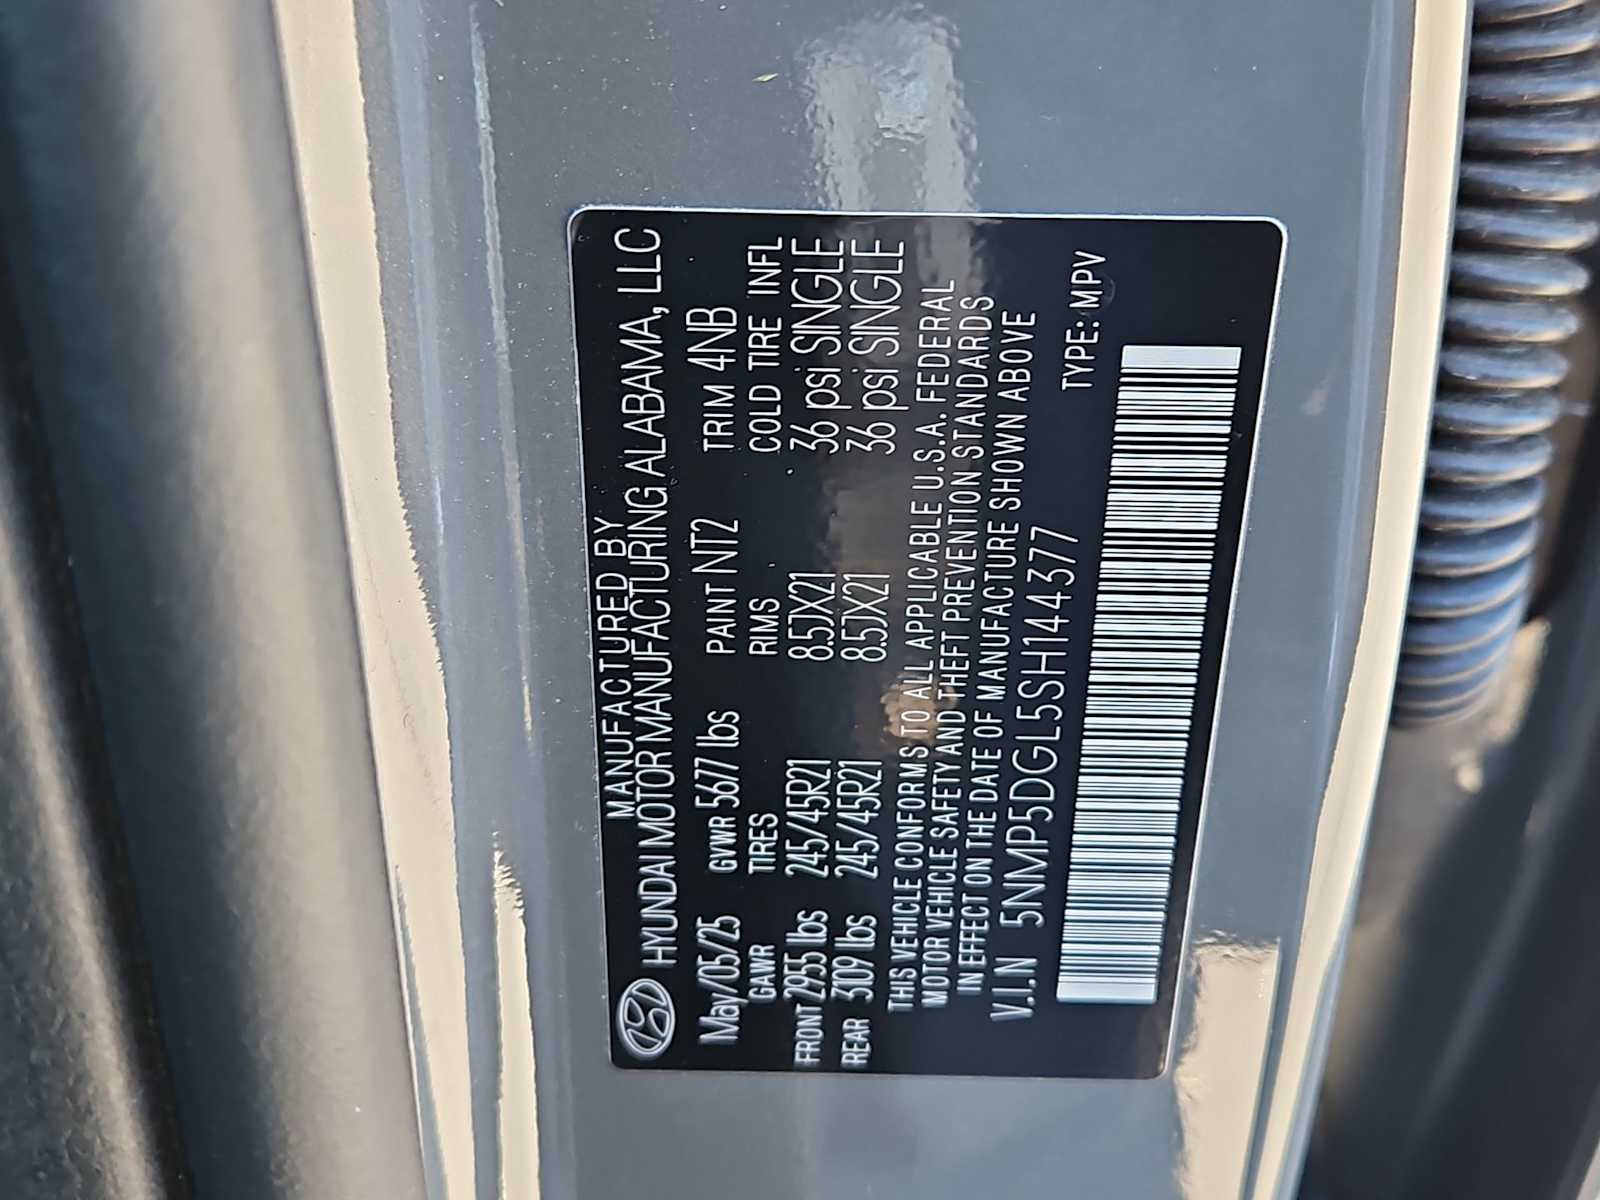 MANUFACTURED BY
HYUNDAI MOTOR MANUFACTURING ALABAMA, LLC
May/05/25 GVWR 5677 lbs PAINT NT2 TRIM 4NB
GAWR TIRES RIMS COLD TIRE INFL
FRONT 2955 lbs 245/45R21 8.5JX21 36 psi SINGLE
REAR 3109 lbs 245/45R21 8.5JX21 36 psi SINGLE
THIS VEHICLE CONFORMS TO ALL APPLICABLE U.S.A. FEDERAL
MOTOR VEHICLE SAFETY AND THEFT PREVENTION STANDARDS
IN EFFECT ON THE DATE OF MANUFACTURE SHOWN ABOVE
V.I.N 5NMP5DGL5SH144377
TYPE: MPV